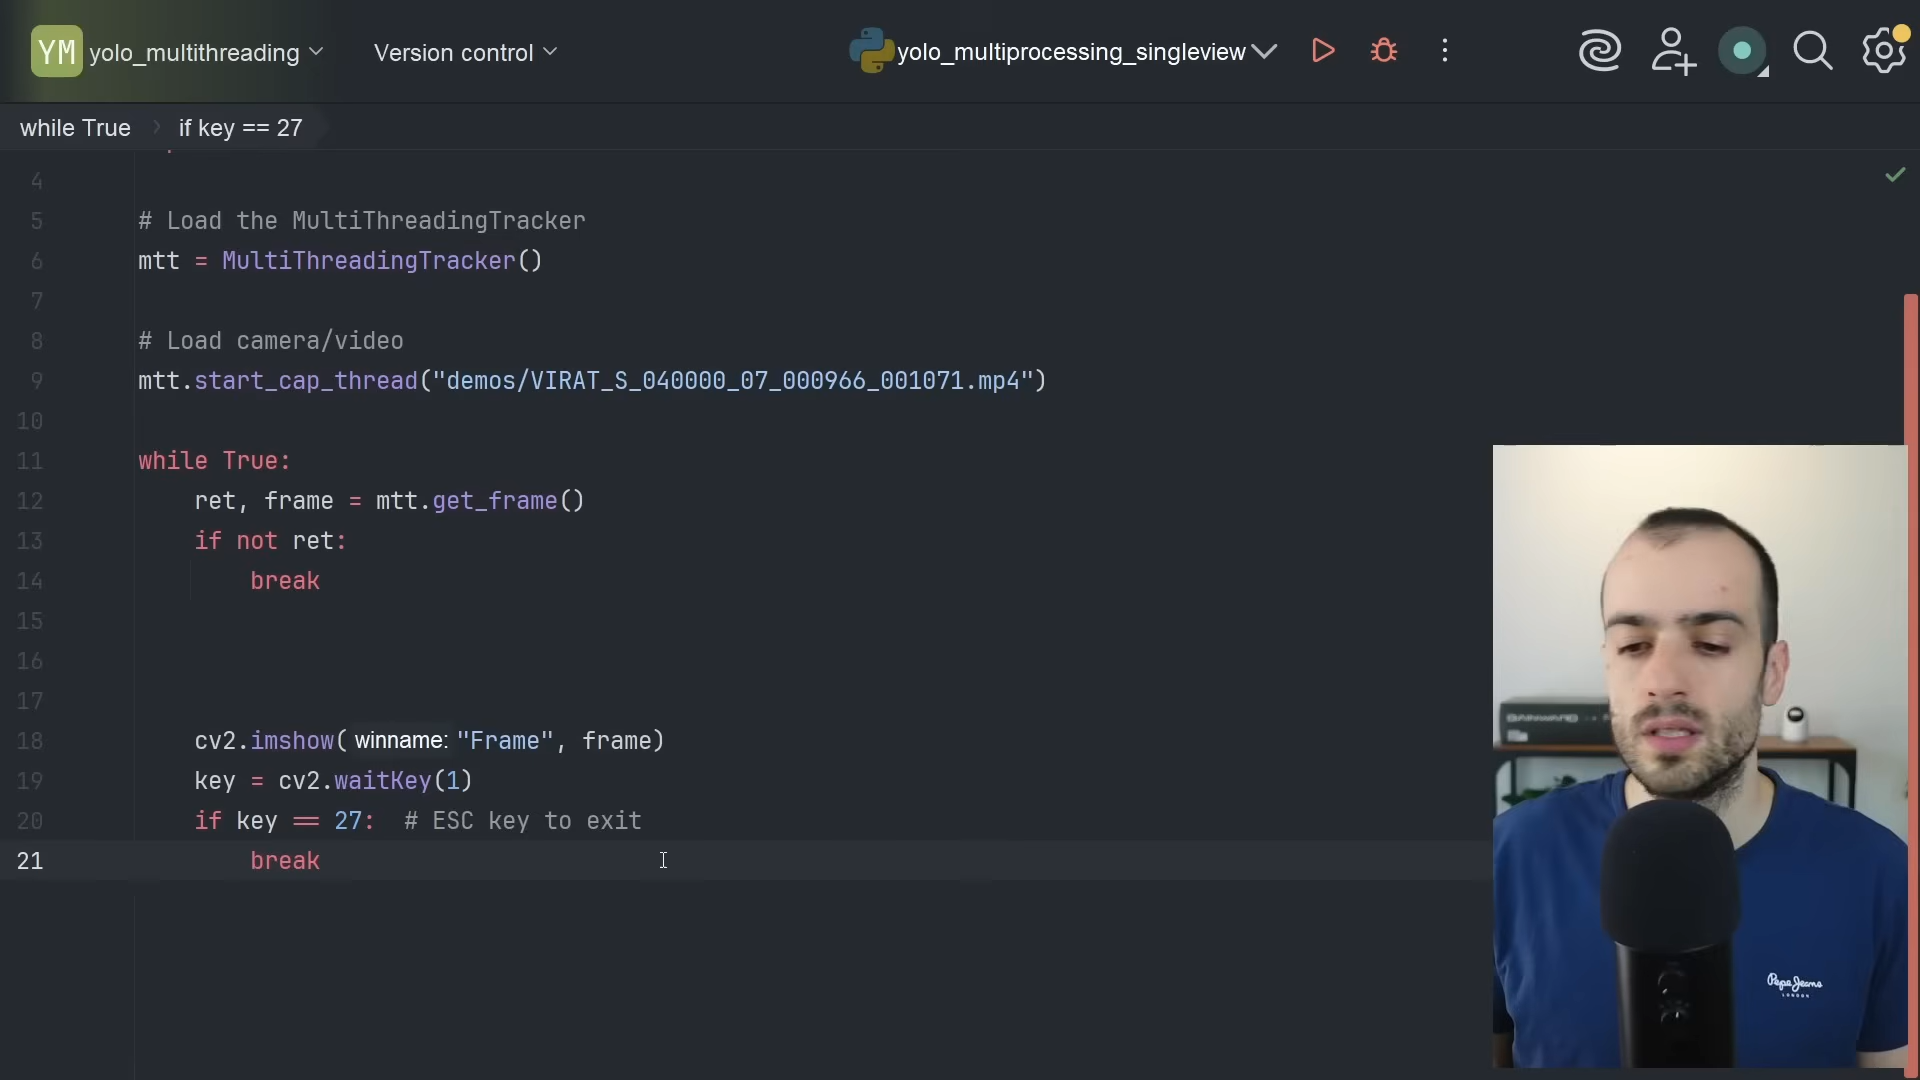 YM yolo_multithreading Version control yolo_multiprocessing_singleview
while True if key == 27
4
5 # Load the MultiThreadingTracker
6 mtt = MultiThreadingTracker()
7
8 # Load camera/video
9 mtt.start_cap_thread("demos/VIRAT_S_040000_07_000966_001071.mp4")
10
11 while True:
12 ret, frame = mtt.get_frame()
13 if not ret:
14 break
15
16
17
18 cv2.imshow( winname: "Frame", frame)
19 key = cv2.waitKey(1)
20 if key == 27: # ESC key to exit
21 break
Pepe Jeans
LONDON